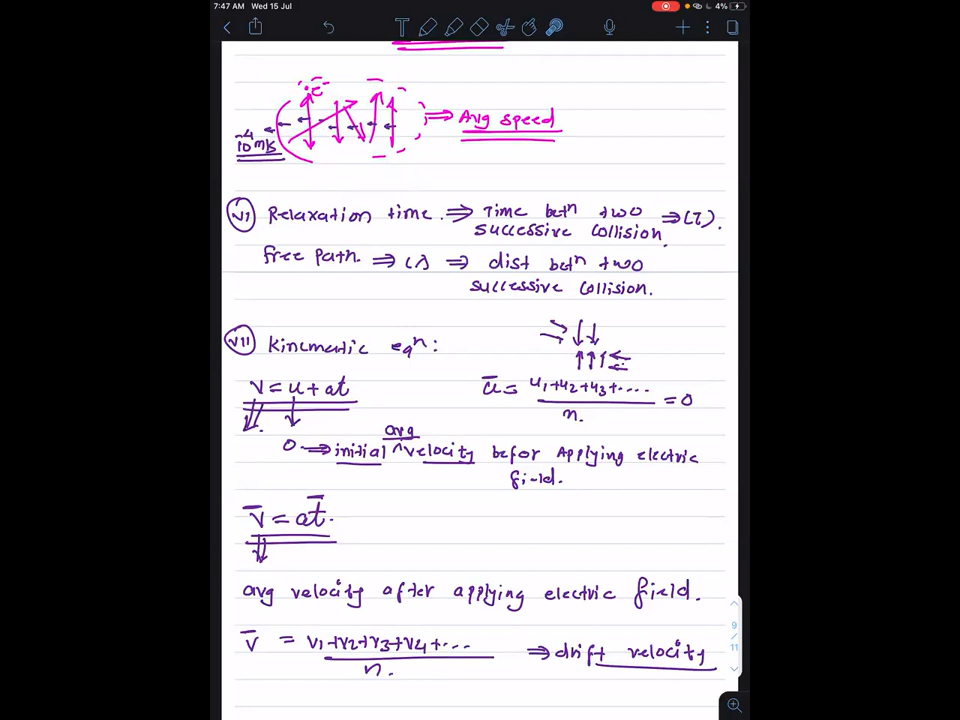 7:47 AM Wed 15 Jul
4%
e⁻
⇒ Avg speed
10⁻⁴ m/s
(vi) Relaxation time. ⇒ Time betⁿ two
successive collision. ⇒ (τ).
free path. ⇒ (λ) ⇒ dist betⁿ two
successive collision.
(vii) Kinematic eqⁿ:
v = u + at
ū = u₁+u₂+u₃+.... = 0
n.
0 ⇒ initial ^ velocity befor Applying electric
avg
field.
v̄ = at̄.
avg velocity after applying electric field.
v̄ = v₁+v₂+v₃+v₄+... ⇒ drift velocity
n.
9
/
11